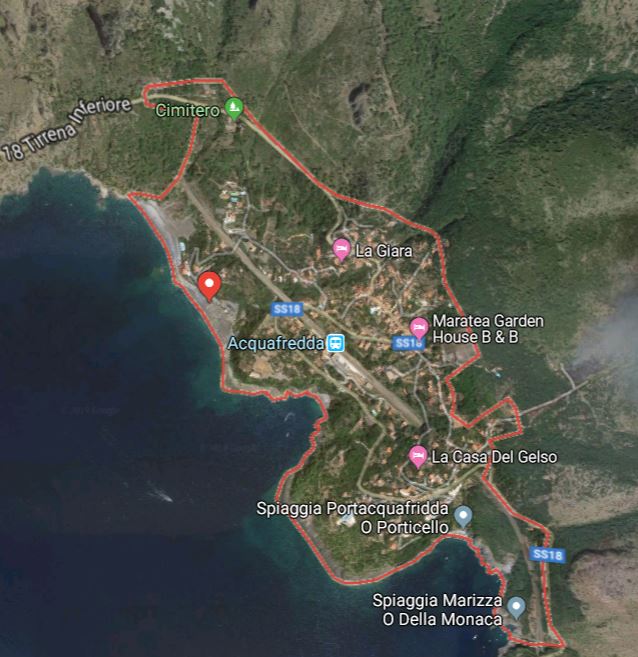 18 Tirrena Inferiore
Cimitero
La Giara
SS18
Maratea Garden
House B & B
SS18
Acquafredda
La Casa Del Gelso
Spiaggia Portacquafridda
O Porticello
SS18
Spiaggia Marizza
O Della Monaca